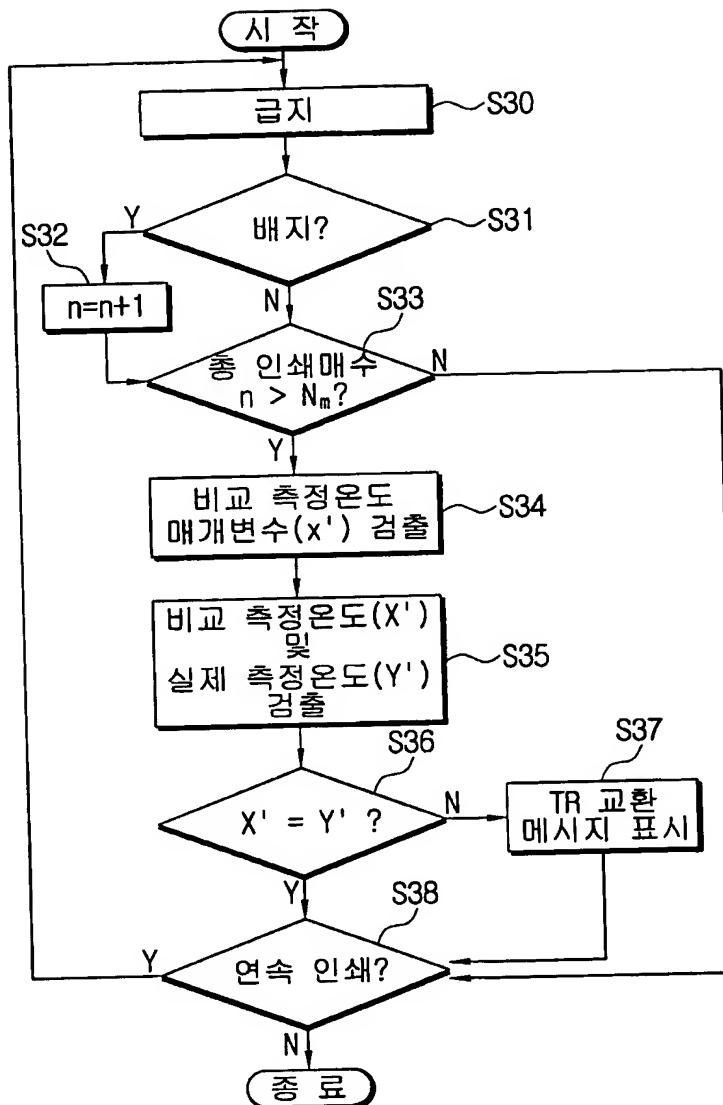 시 작
급지
S30
배지?
S31
Y
S32
n=n+1
N
S33
총 인쇄매수
n > Nm?
N
Y
비교 측정온도
매개변수(x') 검출
S34
비교 측정온도(X')
및
실제 측정온도(Y')
검출
S35
S36
X' = Y' ?
N
S37
TR 교환
메시지 표시
Y
S38
연속 인쇄?
Y
N
종 료